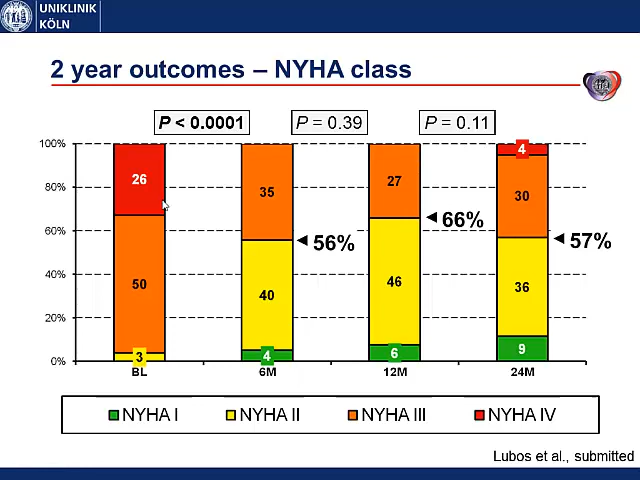 UNIKLINIK
KÖLN
2 year outcomes – NYHA class
P < 0.0001
P = 0.39
P = 0.11
100%
80%
60%
40%
20%
0%
26
50
3
35
40
4
27
46
6
4
30
36
9
56%
66%
57%
BL
6M
12M
24M
NYHA I
NYHA II
NYHA III
NYHA IV
Lubos et al., submitted